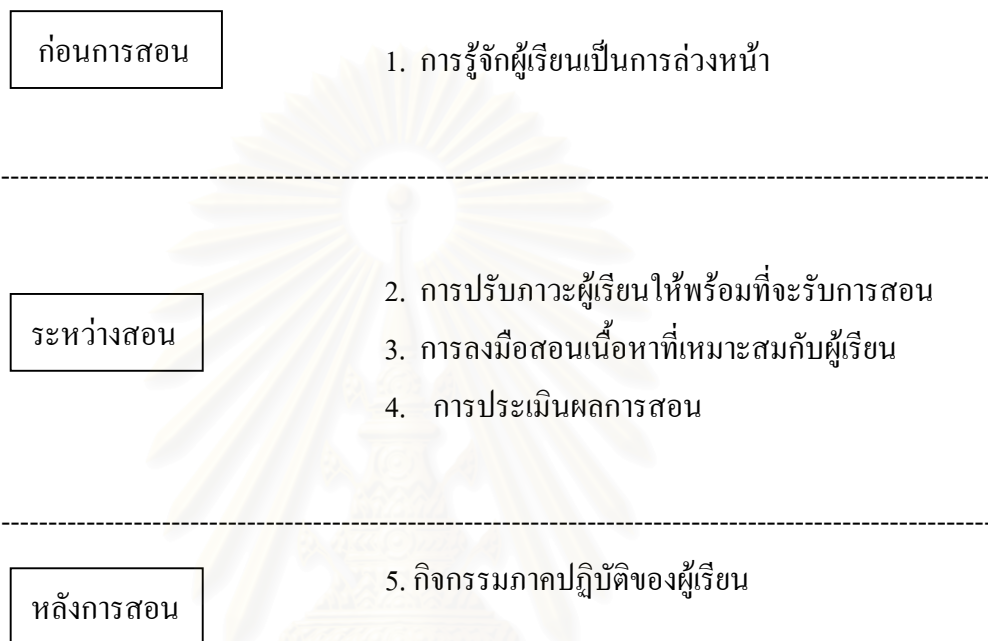 ก่อนการสอน
1. การรู้จักผู้เรียนเป็นการล่วงหน้า
2. การปรับภาวะผู้เรียนให้พร้อมที่จะรับการสอน
ระหว่างสอน
3. การลงมือสอนเนื้อหาที่เหมาะสมกับผู้เรียน
4. การประเมินผลการสอน
5. กิจกรรมภาคปฏิบัติของผู้เรียน
หลังการสอน